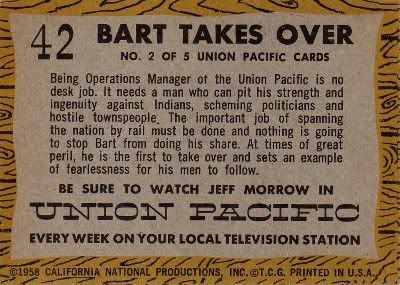 42
BART TAKES OVER
NO. 2 OF 5 UNION PACIFIC CARDS
Being Operations Manager of the Union Pacific is no
desk job. It needs a man who can pit his strength and
ingenuity against Indians, scheming politicians and
hostile townspeople. The important job of spanning
the nation by rail must be done and nothing is going
to stop Bart from doing his share. At times of great
peril, he is the first to take over and sets an example
of fearlessness for his men to follow.
BE SURE TO WATCH JEFF MORROW IN
UNION PACIFIC
EVERY WEEK ON YOUR LOCAL TELEVISION STATION
©1958 CALIFORNIA NATIONAL PRODUCTIONS, INC. ©T.C.G. PRINTED IN U.S.A.